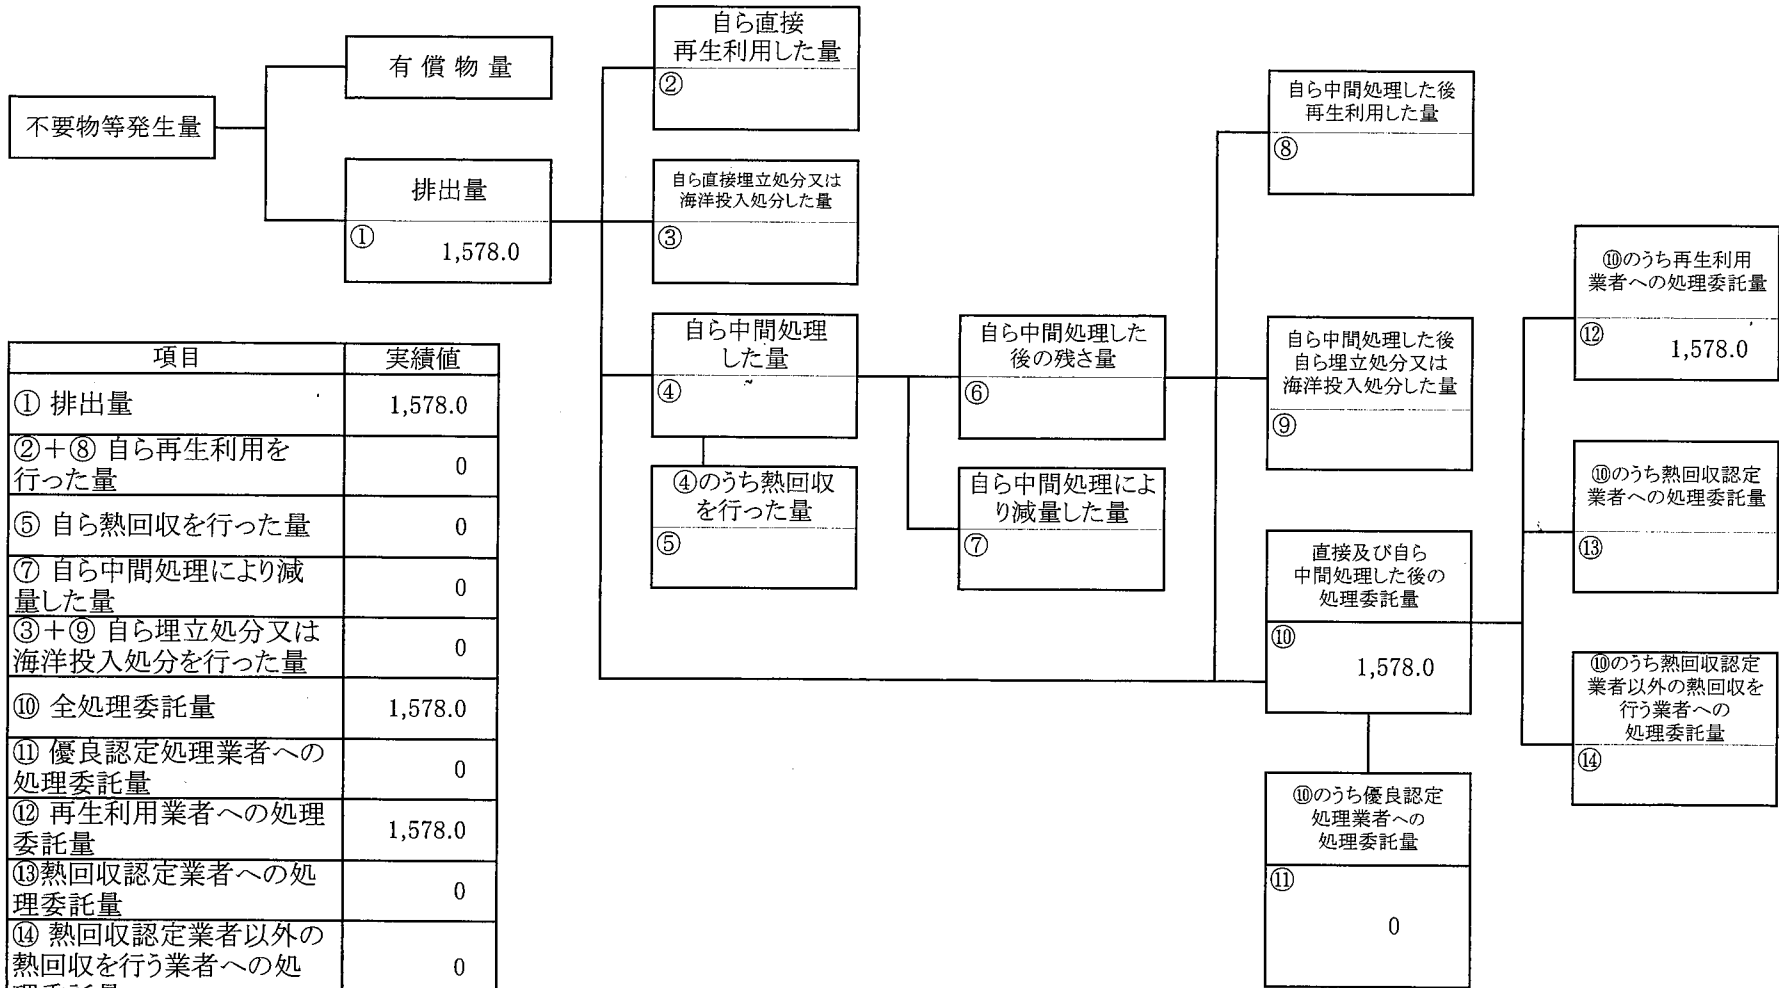 不要物等発生量
有償物量
排出量
① 1,578.0
自ら直接
再生利用した量
②
自ら直接埋立処分又は
海洋投入処分した量
③
自ら中間処理
した量
④
④のうち熱回収
を行った量
⑤
自ら中間処理した
後の残さ量
⑥
自ら中間処理によ
り減量した量
⑦
自ら中間処理した後
再生利用した量
⑧
自ら中間処理した後
自ら埋立処分又は
海洋投入処分した量
⑨
直接及び自ら
中間処理した後の
処理委託量
⑩ 1,578.0
⑩のうち優良認定
処理業者への
処理委託量
⑪
0
⑩のうち再生利用
業者への処理委託量
⑫ 1,578.0
⑩のうち熱回収認定
業者への処理委託量
⑬
⑩のうち熱回収認定
業者以外の熱回収を
行う業者への
処理委託量
⑭
項目 実績値
① 排出量 1,578.0
②+⑧ 自ら再生利用を
行った量 0
⑤ 自ら熱回収を行った量 0
⑦ 自ら中間処理により減
量した量 0
③+⑨ 自ら埋立処分又は
海洋投入処分を行った量 0
⑩ 全処理委託量 1,578.0
⑪ 優良認定処理業者への
処理委託量 0
⑫ 再生利用業者への処理
委託量 1,578.0
⑬熱回収認定業者への処
理委託量 0
⑭ 熱回収認定業者以外の
熱回収を行う業者への処 0